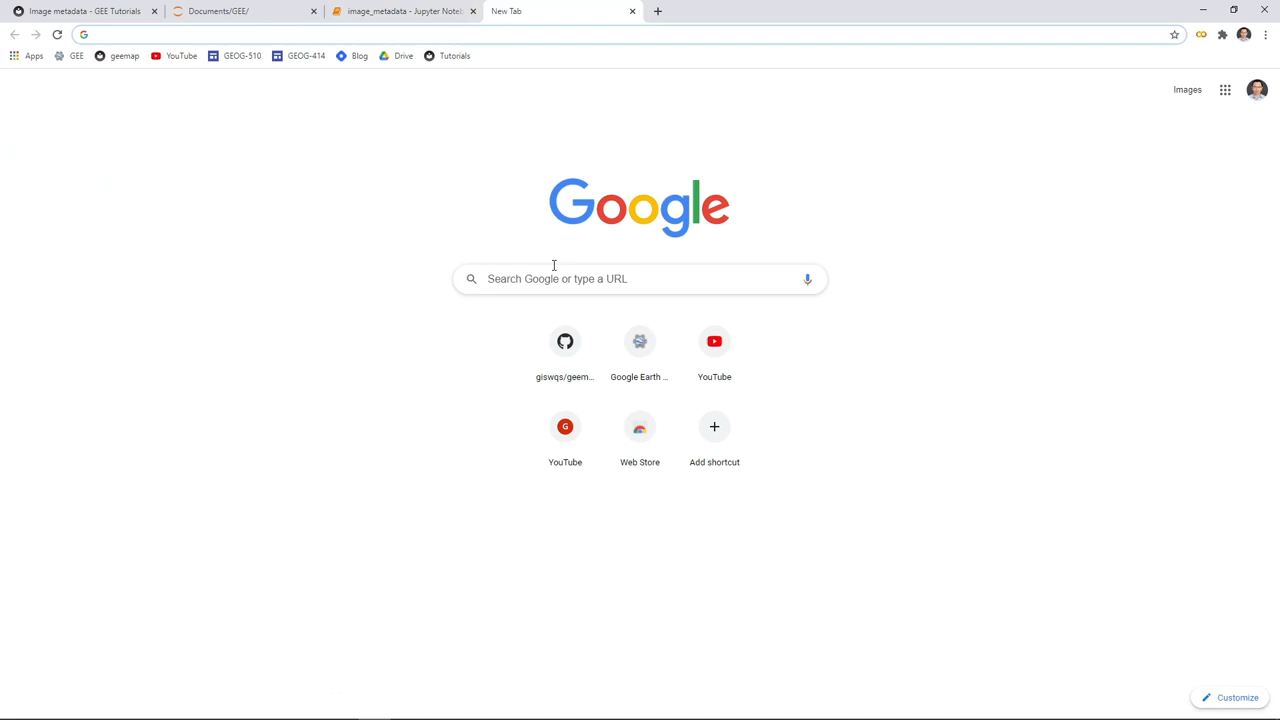 Image metadata - GEE Tutorials
Documents/GEE/
image_metadata - Jupyter Noteb
New Tab
Apps
GEE
geemap
YouTube
GEOG-510
GEOG-414
Blog
Drive
Tutorials
Images
Google
Search Google or type a URL
giswqs/geem...
Google Earth ...
YouTube
G
YouTube
Web Store
Add shortcut
Customize